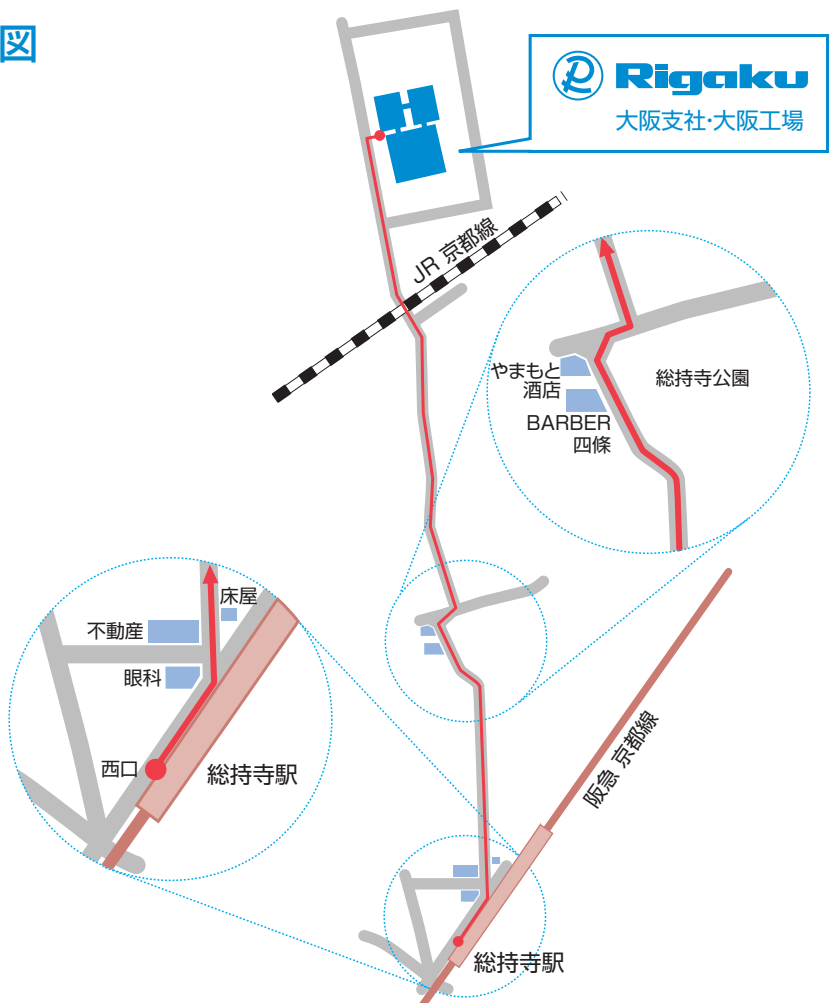 図
Rigaku
大阪支社・大阪工場
JR 京都線
やまもと
酒店
総持寺公園
BARBER
四條
床屋
不動産
眼科
西口
総持寺駅
阪急 京都線
総持寺駅